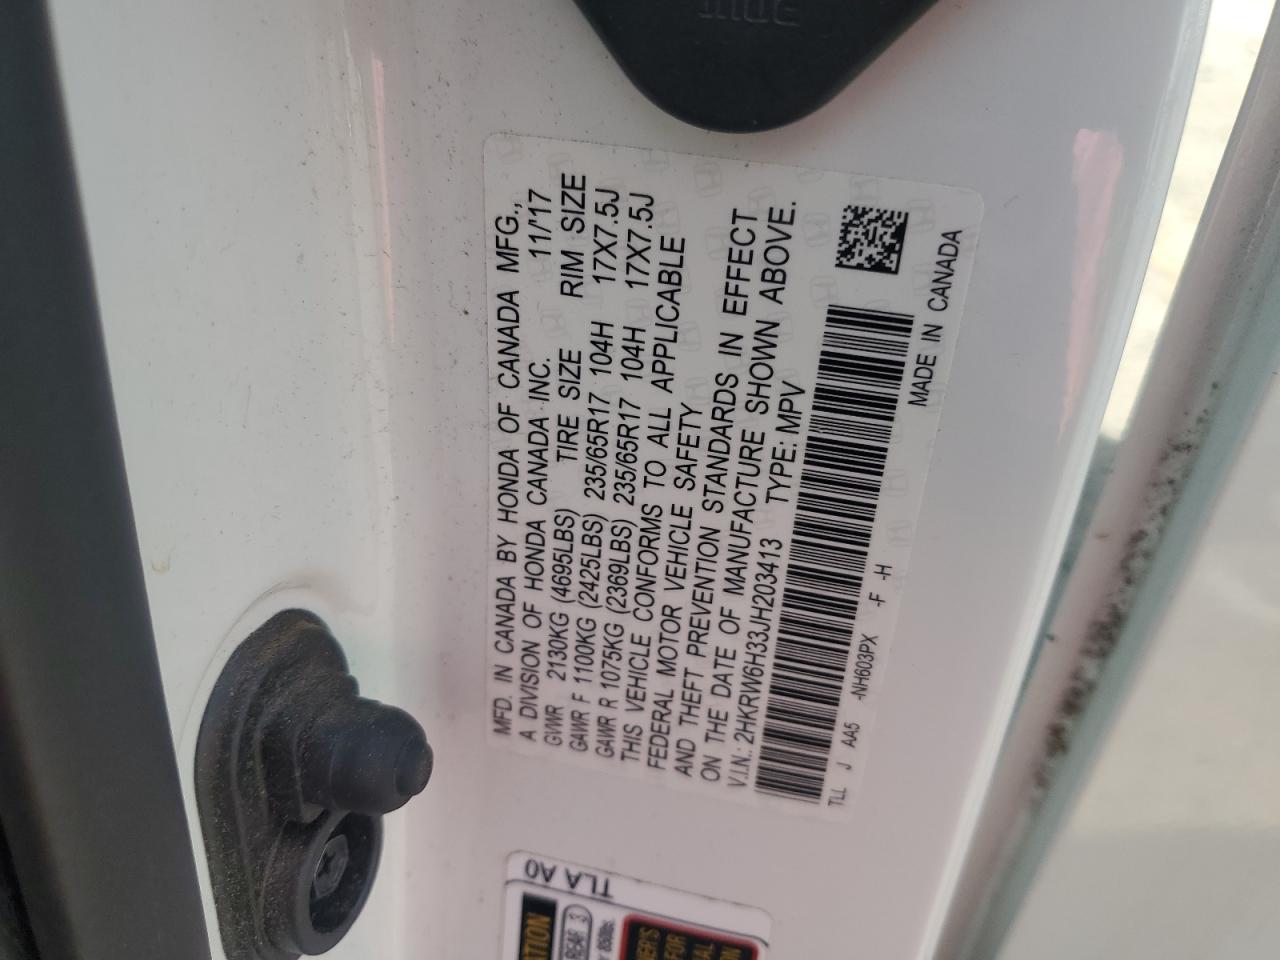 MFD. IN CANADA BY HONDA OF CANADA MFG.,
A DIVISION OF HONDA CANADA INC. 11/'17
GVWR 2130KG (4695LBS) TIRE SIZE RIM SIZE
GAWR F 1100KG (2425LBS) 235/65R17 104H 17X7.5J
GAWR R 1075KG (2369LBS) 235/65R17 104H 17X7.5J
THIS VEHICLE CONFORMS TO ALL APPLICABLE
FEDERAL MOTOR VEHICLE SAFETY
AND THEFT PREVENTION STANDARDS IN EFFECT
ON THE DATE OF MANUFACTURE SHOWN ABOVE.
V.I.N.: 2HKRW6H33JH203413 TYPE: MPV
TLL J AA5 -NH603PX -F -H
MADE IN CANADA
TLA A0
REAR 3